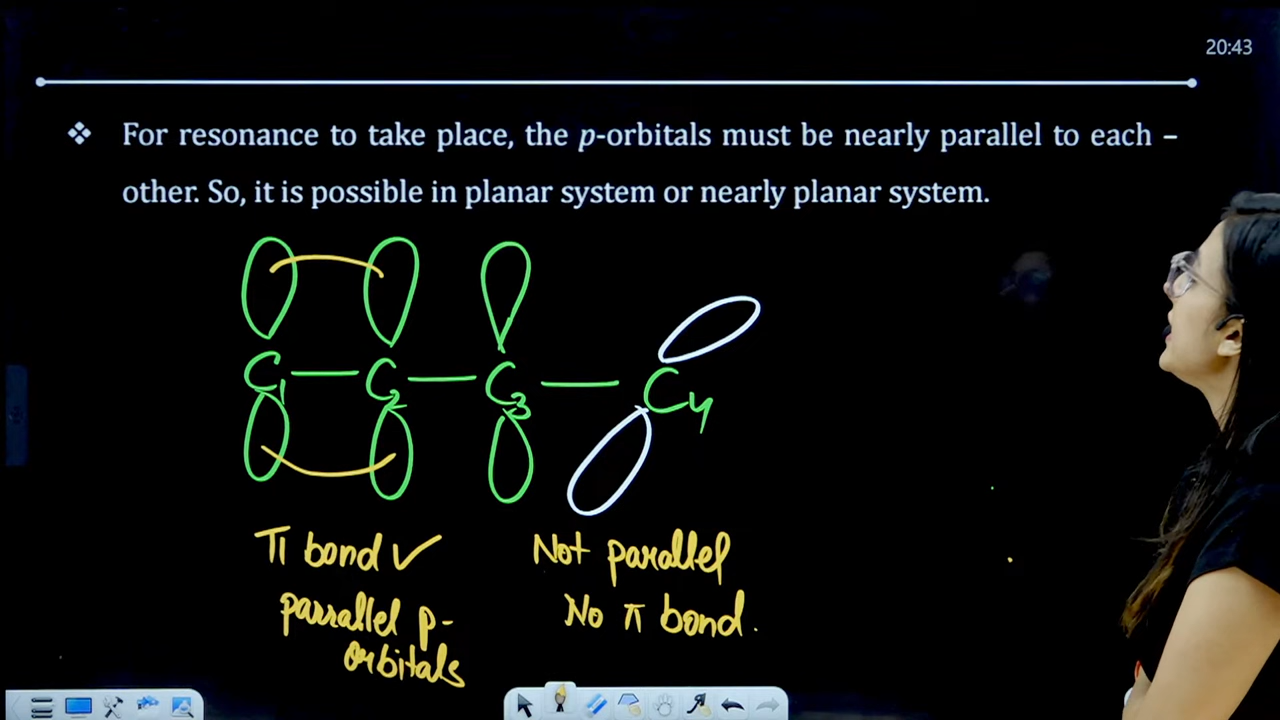 20:43
❖ For resonance to take place, the p-orbitals must be nearly parallel to each –
other. So, it is possible in planar system or nearly planar system.
C1 — C2 — C3 — C4
π bond ✓
parrallel p-
orbitals
Not parallel
No π bond.